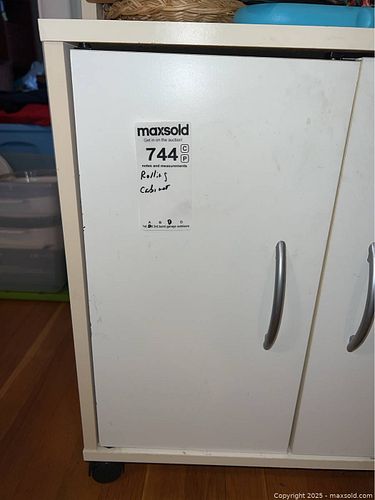 maxsold
Get in on the auction!
744 C
P
notes and measurements
Rolling
Cabinet
A B D
Copyright 2025 - maxsold.com